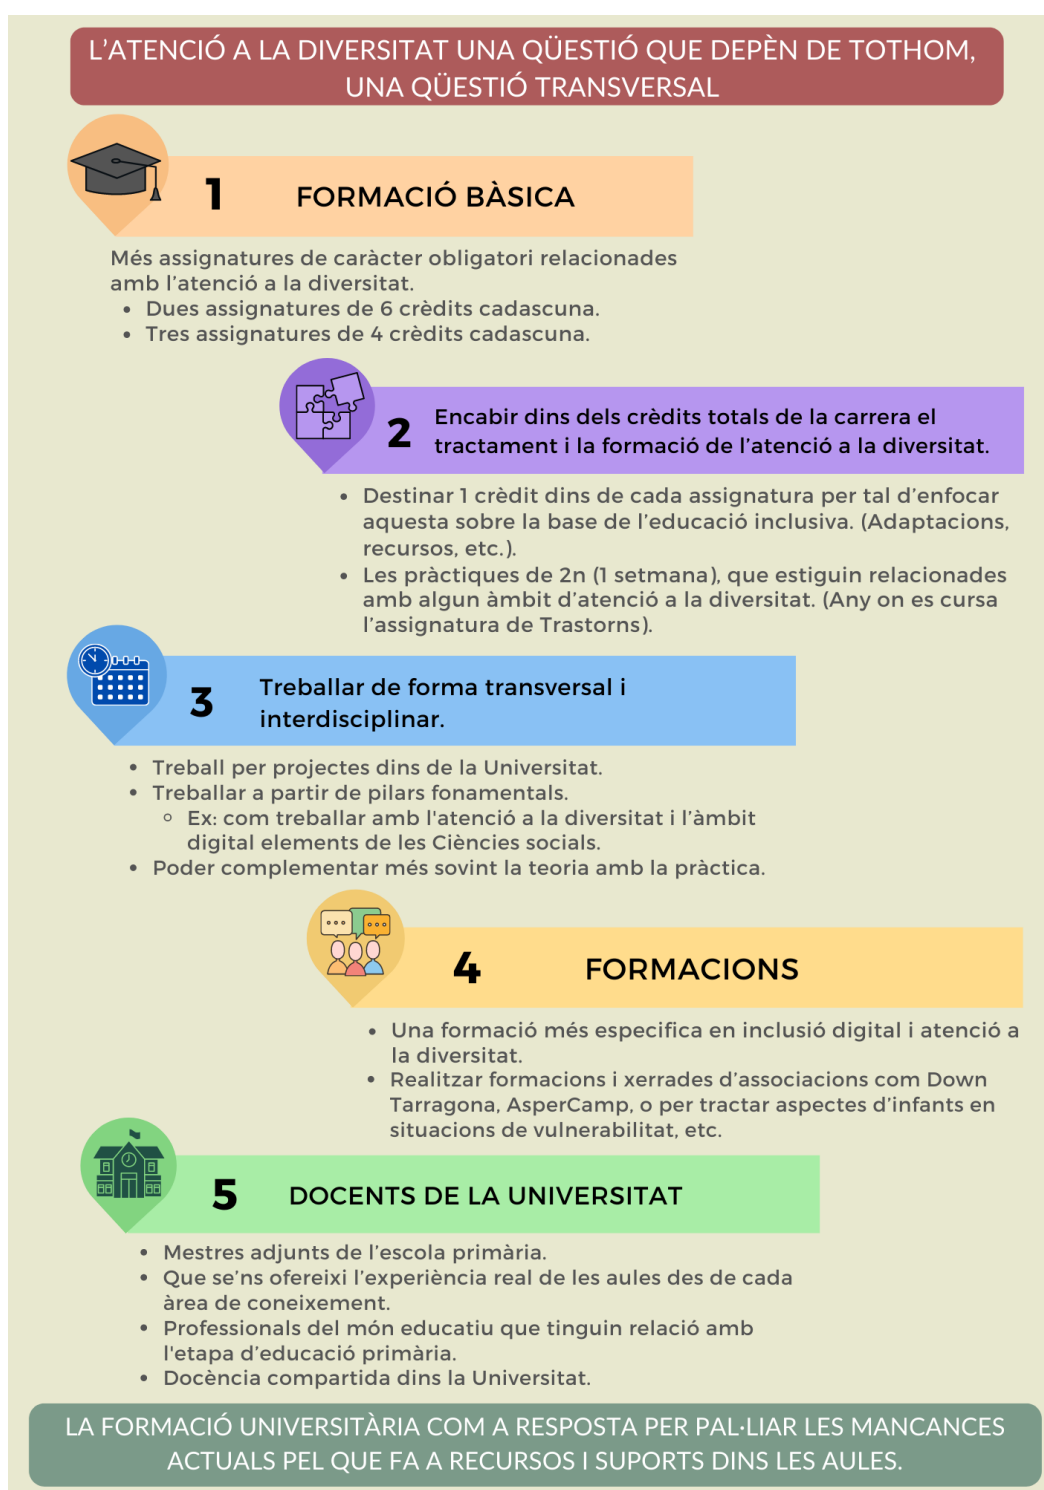 L’ATENCIÓ A LA DIVERSITAT UNA QÜESTIÓ QUE DEPÈN DE TOTHOM,
UNA QÜESTIÓ TRANSVERSAL
1 FORMACIÓ BÀSICA
Més assignatures de caràcter obligatori relacionades
amb l’atenció a la diversitat.
• Dues assignatures de 6 crèdits cadascuna.
• Tres assignatures de 4 crèdits cadascuna.
2 Encabir dins dels crèdits totals de la carrera el
tractament i la formació de l’atenció a la diversitat.
• Destinar 1 crèdit dins de cada assignatura per tal d’enfocar
aquesta sobre la base de l’educació inclusiva. (Adaptacions,
recursos, etc.).
• Les pràctiques de 2n (1 setmana), que estiguin relacionades
amb algun àmbit d’atenció a la diversitat. (Any on es cursa
l’assignatura de Trastorns).
3 Treballar de forma transversal i
interdisciplinar.
• Treball per projectes dins de la Universitat.
• Treballar a partir de pilars fonamentals.
◦ Ex: com treballar amb l'atenció a la diversitat i l’àmbit
digital elements de les Ciències socials.
• Poder complementar més sovint la teoria amb la pràctica.
4 FORMACIONS
• Una formació més especifica en inclusió digital i atenció a
la diversitat.
• Realitzar formacions i xerrades d’associacions com Down
Tarragona, AsperCamp, o per tractar aspectes d’infants en
situacions de vulnerabilitat, etc.
5 DOCENTS DE LA UNIVERSITAT
• Mestres adjunts de l’escola primària.
• Que se’ns ofereixi l’experiència real de les aules des de cada
àrea de coneixement.
• Professionals del món educatiu que tinguin relació amb
l'etapa d’educació primària.
• Docència compartida dins la Universitat.
LA FORMACIÓ UNIVERSITÀRIA COM A RESPOSTA PER PAL·LIAR LES MANCANCES
ACTUALS PEL QUE FA A RECURSOS I SUPORTS DINS LES AULES.